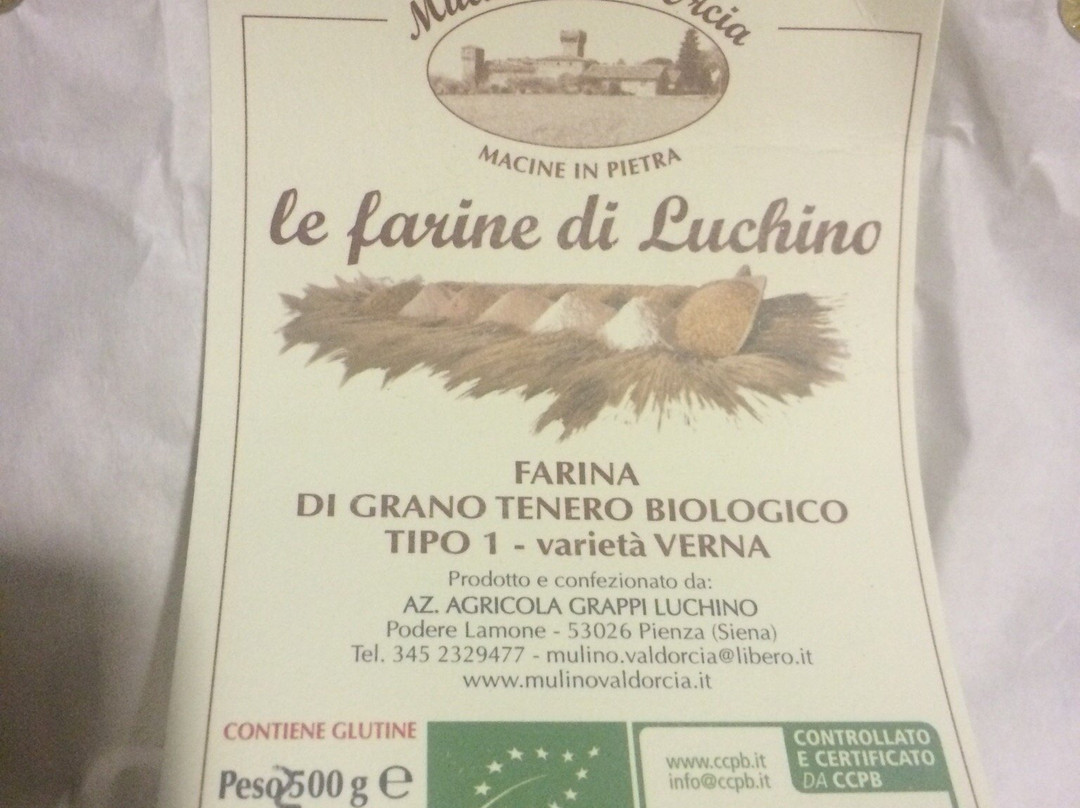 MACINE IN PIETRA
le farine di Luchino
FARINA
DI GRANO TENERO BIOLOGICO
TIPO 1 - varietà VERNA
Prodotto e confezionato da:
AZ. AGRICOLA GRAPPI LUCHINO
Podere Lamone - 53026 Pienza (Siena)
Tel. 345 2329477 - mulino.valdorcia@libero.it
www.mulinovaldorcia.it
CONTIENE GLUTINE
Peso 500 g e
www.ccpb.it
info@ccpb.it
CONTROLLATO
E CERTIFICATO
DA CCPB